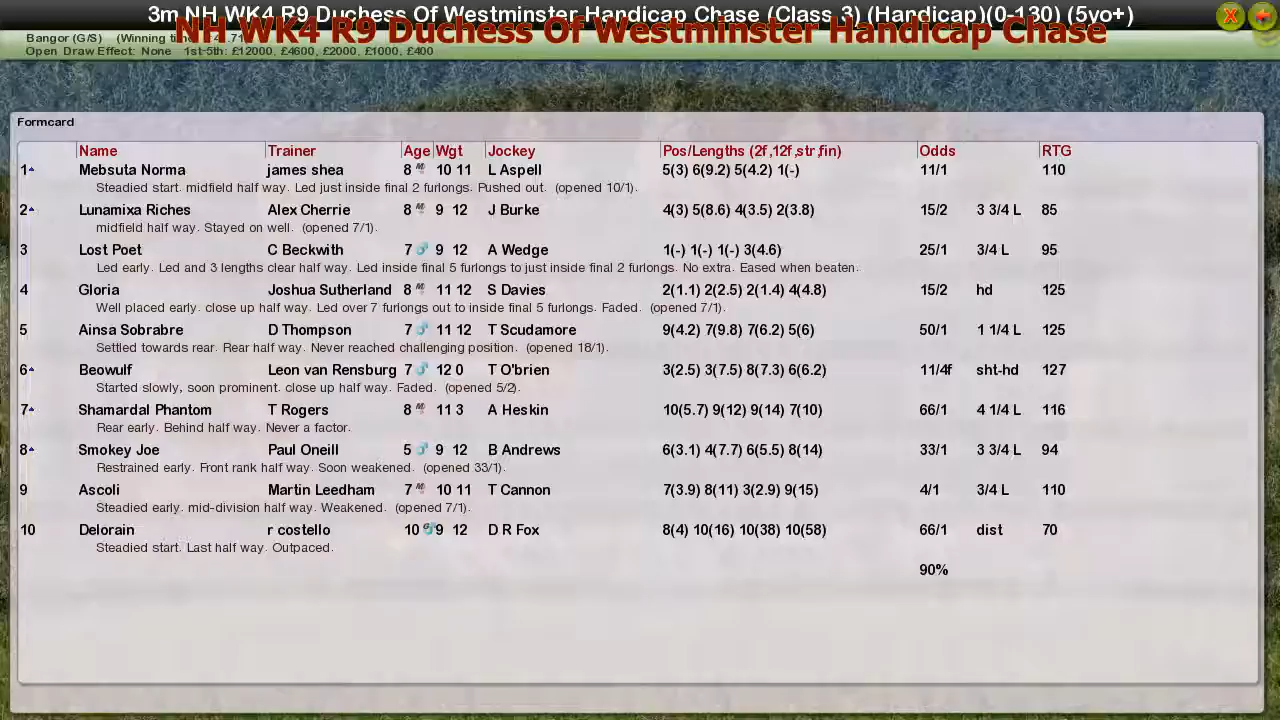 3m NH WK4 R9 Duchess Of Westminster Handicap Chase (Class 3) (Handicap)(0-130) (5yo+)
NH WK4 R9 Duchess Of Westminster Handicap Chase
Bangor (G/S) (Winning
Open Draw Effect: None 1st-5th: £12000, £4600, £2000, £1000, £400
Formcard
Name Trainer Age Wgt Jockey Pos/Lengths (2f,12f,str,fin) Odds RTG
1 Mebsuta Norma james shea 8 M 10 11 L Aspell 5(3) 6(9.2) 5(4.2) 1(-) 11/1 110
Steadied start. midfield half way. Led just inside final 2 furlongs. Pushed out. (opened 10/1).
2 Lunamixa Riches Alex Cherrie 8 M 9 12 J Burke 4(3) 5(8.6) 4(3.5) 2(3.8) 15/2 3 3/4 L 85
midfield half way. Stayed on well. (opened 7/1).
3 Lost Poet C Beckwith 7 9 12 A Wedge 1(-) 1(-) 1(-) 3(4.6) 25/1 3/4 L 95
Led early. Led and 3 lengths clear half way. Led inside final 5 furlongs to just inside final 2 furlongs. No extra. Eased when beaten.
4 Gloria Joshua Sutherland 8 M 11 12 S Davies 2(1.1) 2(2.5) 2(1.4) 4(4.8) 15/2 hd 125
Well placed early. close up half way. Led over 7 furlongs out to inside final 5 furlongs. Faded. (opened 7/1).
5 Ainsa Sobrabre D Thompson 7 11 12 T Scudamore 9(4.2) 7(9.8) 7(6.2) 5(6) 50/1 1 1/4 L 125
Settled towards rear. Rear half way. Never reached challenging position. (opened 18/1).
6 Beowulf Leon van Rensburg 7 12 0 T O'brien 3(2.5) 3(7.5) 8(7.3) 6(6.2) 11/4f sht-hd 127
Started slowly, soon prominent. close up half way. Faded. (opened 5/2).
7 Shamardal Phantom T Rogers 8 M 11 3 A Heskin 10(5.7) 9(12) 9(14) 7(10) 66/1 4 1/4 L 116
Rear early. Behind half way. Never a factor.
8 Smokey Joe Paul Oneill 5 9 12 B Andrews 6(3.1) 4(7.7) 6(5.5) 8(14) 33/1 3 3/4 L 94
Restrained early. Front rank half way. Soon weakened. (opened 33/1).
9 Ascoli Martin Leedham 7 M 10 11 T Cannon 7(3.9) 8(11) 3(2.9) 9(15) 4/1 3/4 L 110
Steadied early. mid-division half way. Weakened. (opened 7/1).
10 Delorain r costello 10 9 12 D R Fox 8(4) 10(16) 10(38) 10(58) 66/1 dist 70
Steadied start. Last half way. Outpaced.
90%